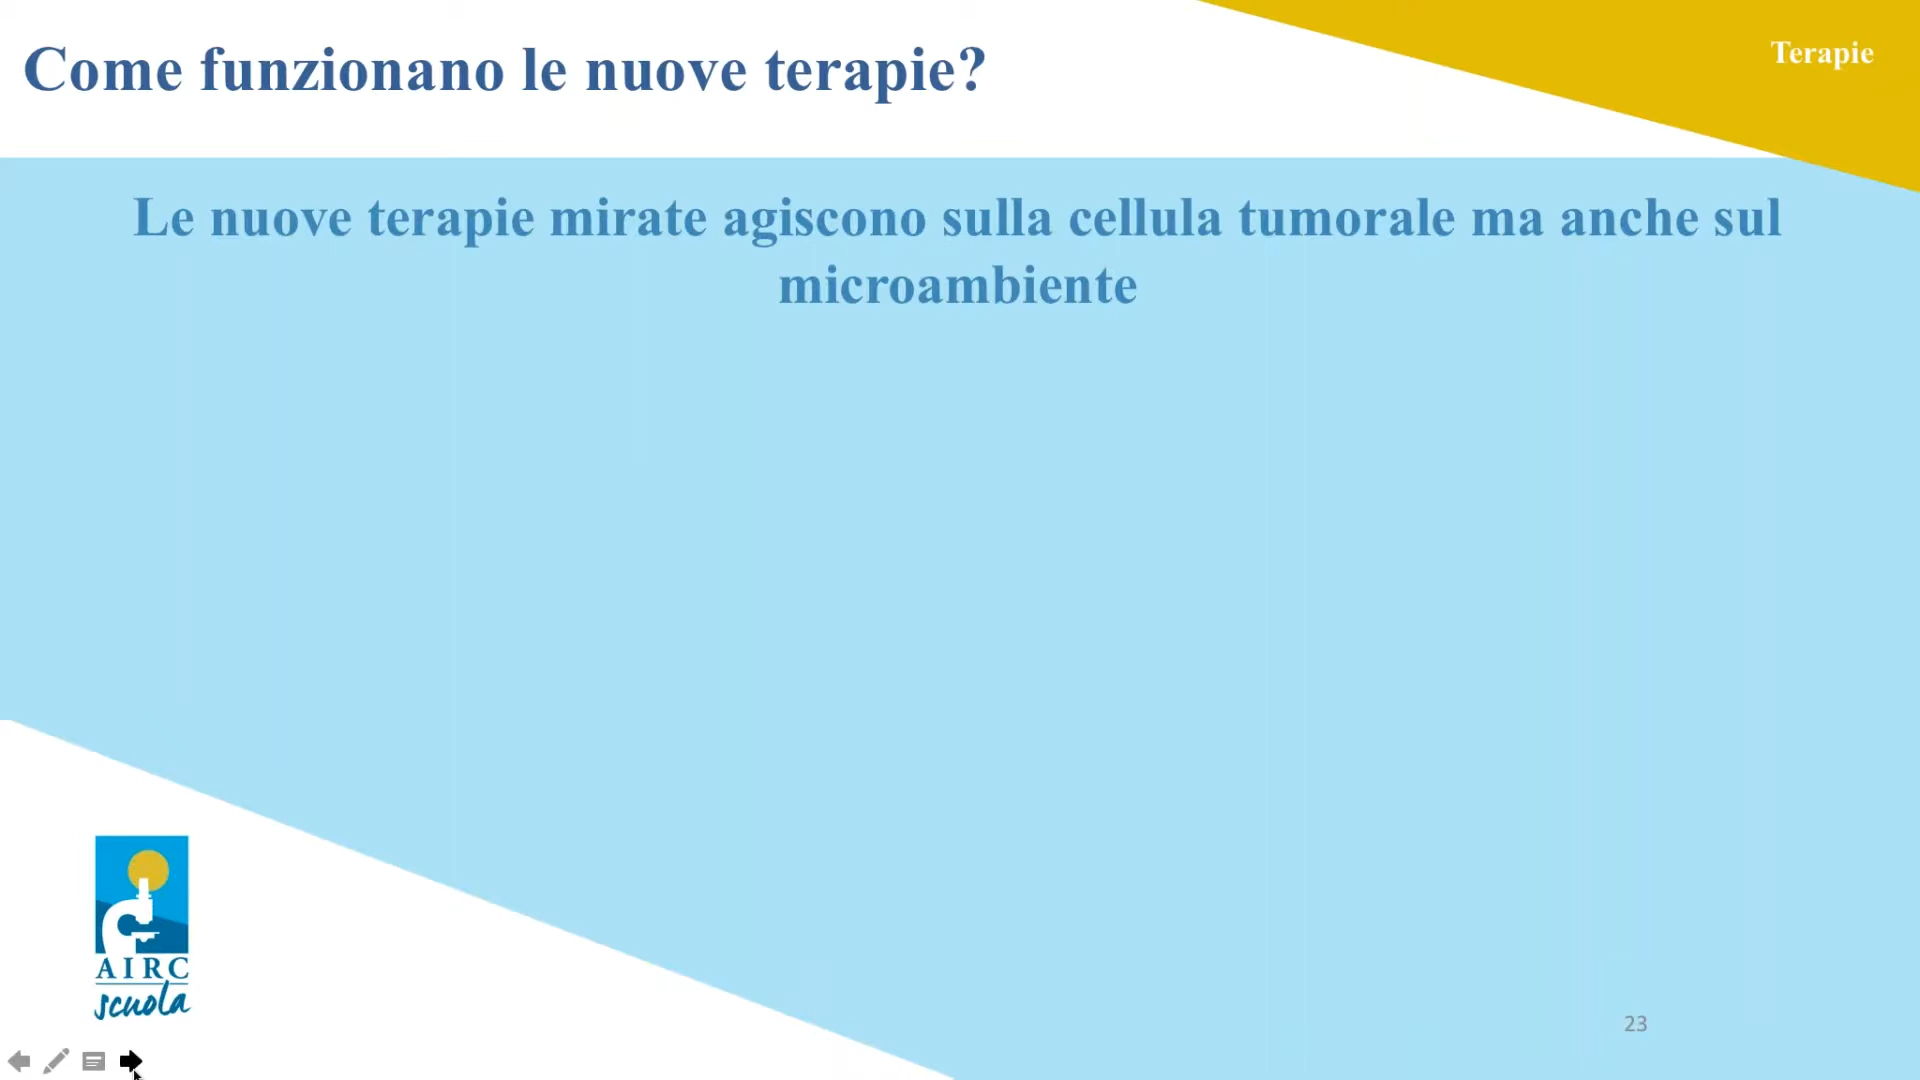 Come funzionano le nuove terapie?
Terapie
Le nuove terapie mirate agiscono sulla cellula tumorale ma anche sul
microambiente
AIRC
scuola
23